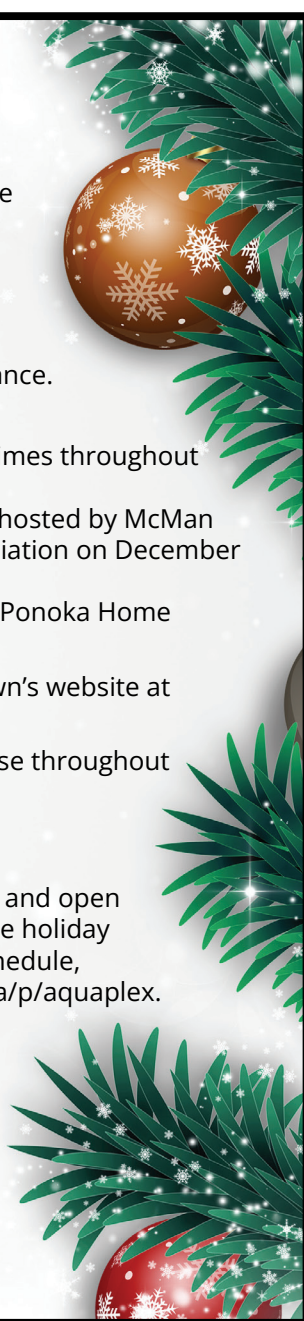 e
ance.
imes throughout
hosted by McMan
iation on December
Ponoka Home
wn's website at
se throughout
and open
e holiday
hedule,
a/p/aquaplex.